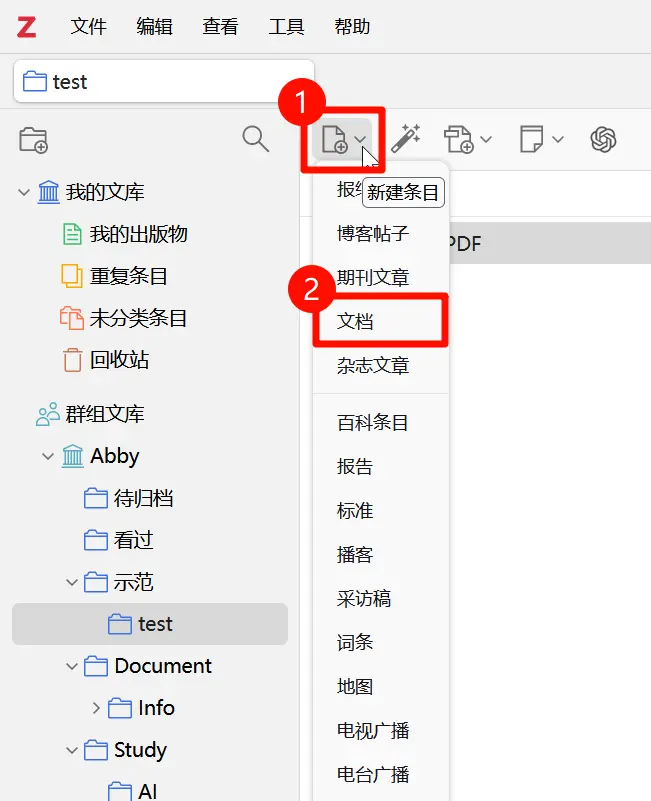 Z 文件 编辑 查看 工具 帮助
test
1
新建条目
我的文库
博客帖子
我的出版物
PDF
重复条目
期刊文章
2
未分类条目
文档
回收站
杂志文章
群组文库
百科条目
Abby
报告
待归档
标准
看过
播客
示范
采访稿
test
词条
Document
地图
Info
电视广播
Study
电台广播
AI